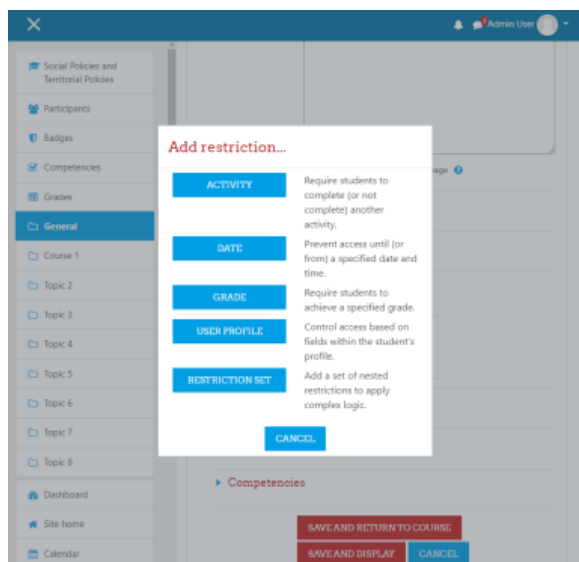 Admin User
Social Policies and
Territorial Policies
Participants
Badges
Competencies
Grades
General
Course 1
Topic 2
Topic 3
Topic 4
Topic 5
Topic 6
Topic 7
Topic 8
Dashboard
Site home
Calendar
Add restriction...
ACTIVITY
Require students to
complete (or not
complete) another
activity.
DATE
Prevent access until (or
from) a specified date and
time.
GRADE
Require students to
achieve a specified grade.
USER PROFILE
Control access based on
fields within the student's
profile.
RESTRICTION SET
Add a set of nested
restrictions to apply
complex logic.
CANCEL
Competencies
SAVE AND RETURN TO COURSE
SAVE AND DISPLAY
CANCEL